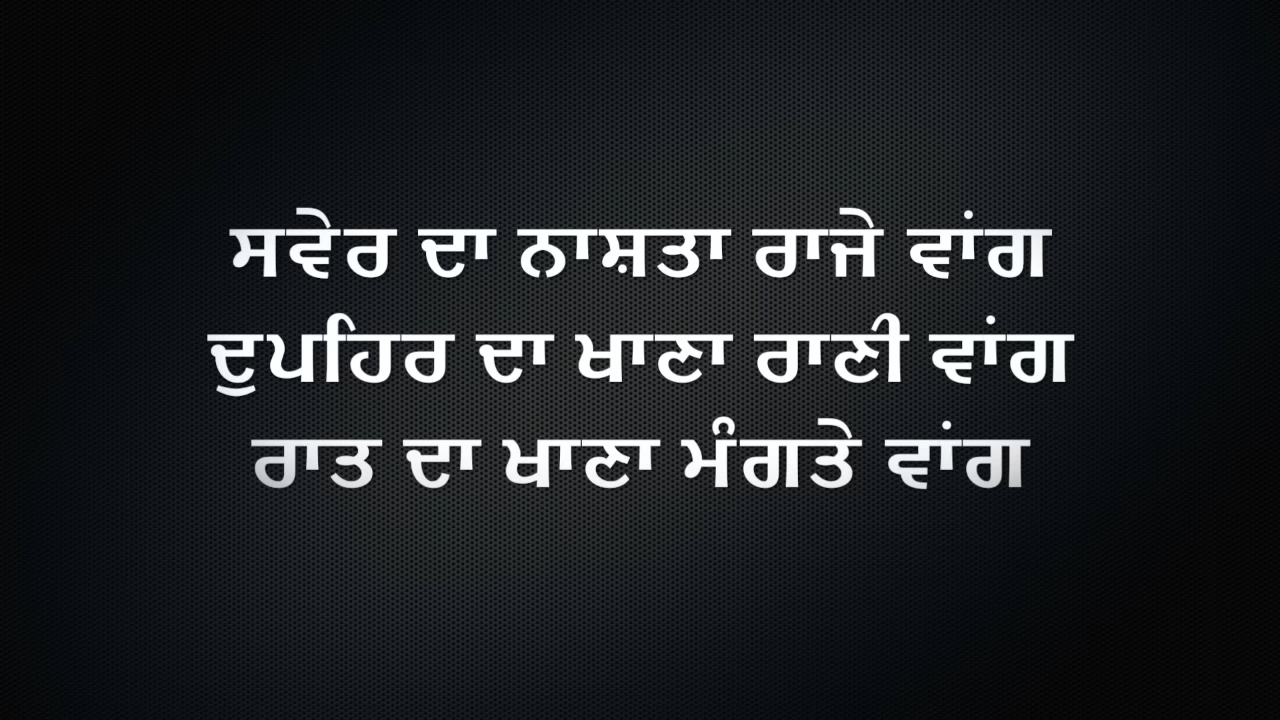 ਸਵੇਰ ਦਾ ਨਾਸ਼ਤਾ ਰਾਜੇ ਵਾਂਗ
ਦੁਪਹਿਰ ਦਾ ਖਾਣਾ ਰਾਣੀ ਵਾਂਗ
ਰਾਤ ਦਾ ਖਾਣਾ ਮੰਗਤੇ ਵਾਂਗ